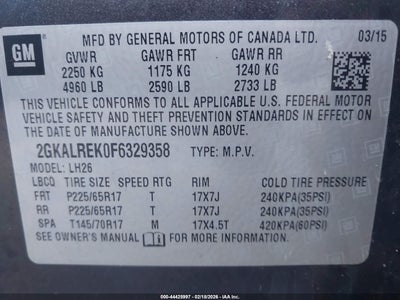 GM
MFD BY GENERAL MOTORS OF CANADA LTD. 03/15
GVWR GAWR FRT GAWR RR
2250 KG 1175 KG 1240 KG
4960 LB 2590 LB 2733 LB
THIS VEHICLE CONFORMS TO ALL APPLICABLE U.S. FEDERAL MOTOR
VEHICLE SAFETY AND THEFT PREVENTION STANDARDS IN EFFECT ON
THE DATE OF MANUFACTURE SHOWN ABOVE.
2GKALREK0F6329358 TYPE: M.P.V.
MODEL: LH26
LBCQ TIRE SIZE SPEED RTG RIM COLD TIRE PRESSURE
FRT P225/65R17 T 17X7J 240KPA(35PSI)
RR P225/65R17 T 17X7J 240KPA(35PSI)
SPA T145/70R17 M 17X4.5T 420KPA(60PSI)
SEE OWNER'S MANUAL FOR MORE INFORMATION.
000-44429997 - 02/18/2026 - IAA, Inc.